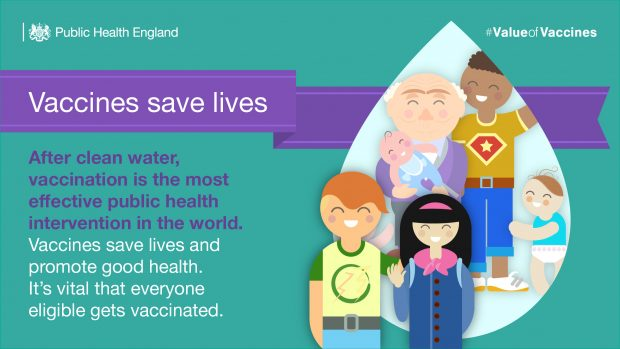 Public Health England
#ValueofVaccines
Vaccines save lives
After clean water,
vaccination is the most
effective public health
intervention in the world.
Vaccines save lives and
promote good health.
It's vital that everyone
eligible gets vaccinated.